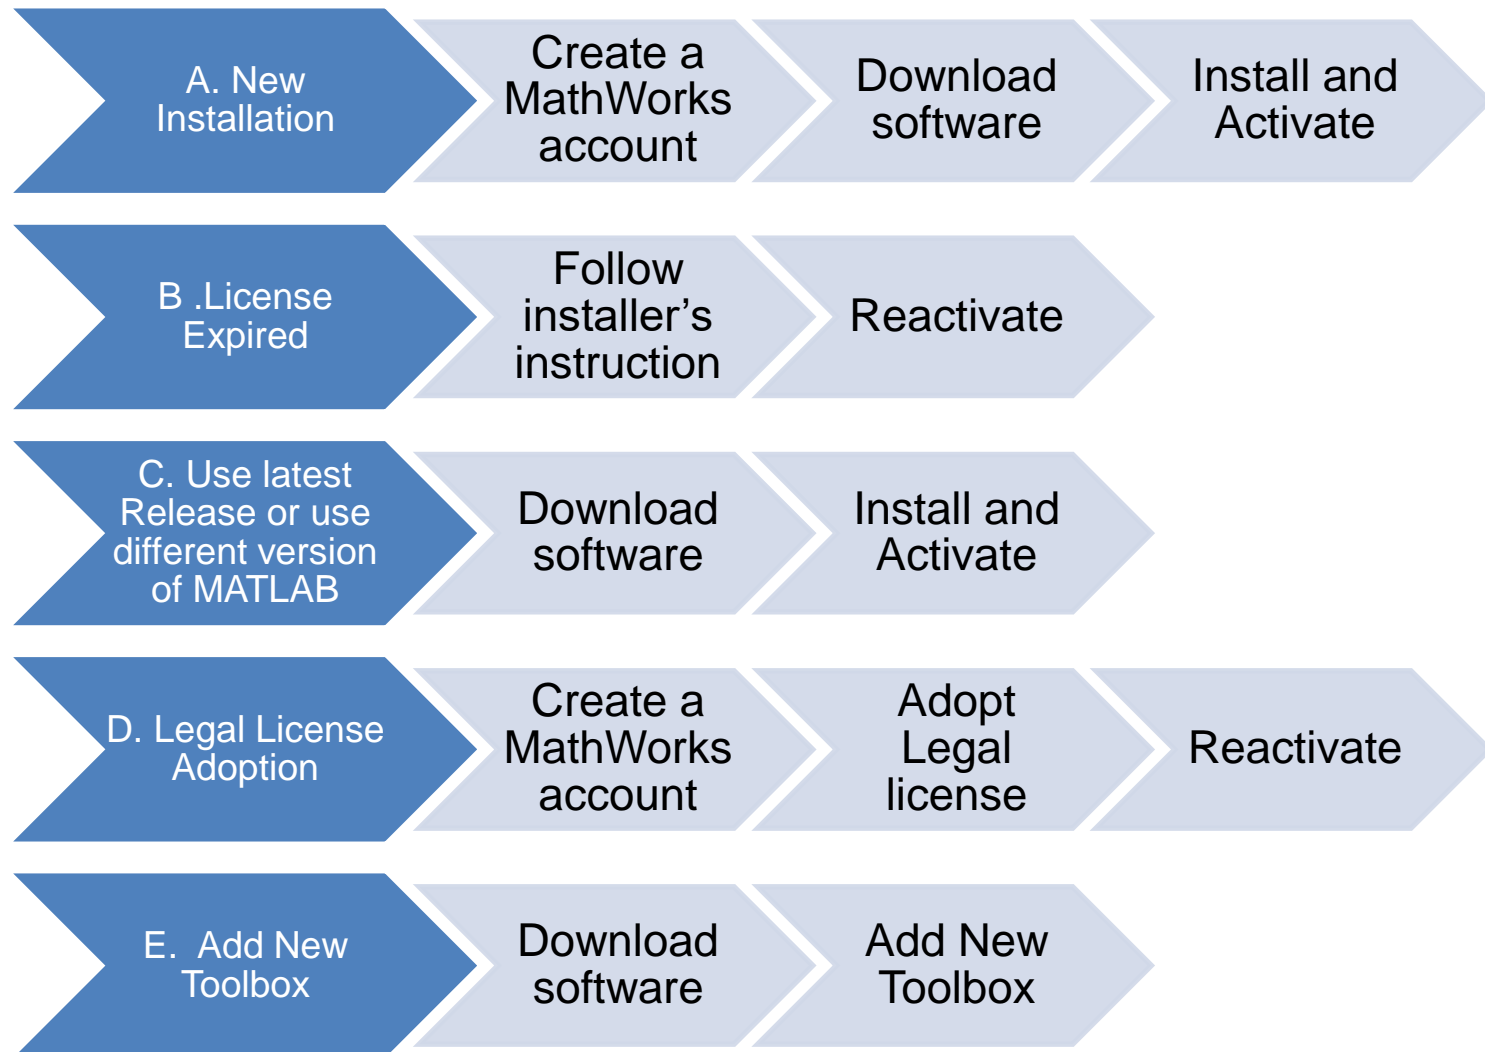 A. New
Installation
Create a
MathWorks
account
Download
software
Install and
Activate
B .License
Expired
Follow
installer’s
instruction
Reactivate
C. Use latest
Release or use
different version
of MATLAB
Download
software
Install and
Activate
D. Legal License
Adoption
Create a
MathWorks
account
Adopt
Legal
license
Reactivate
E.  Add New
Toolbox
Download
software
Add New
Toolbox